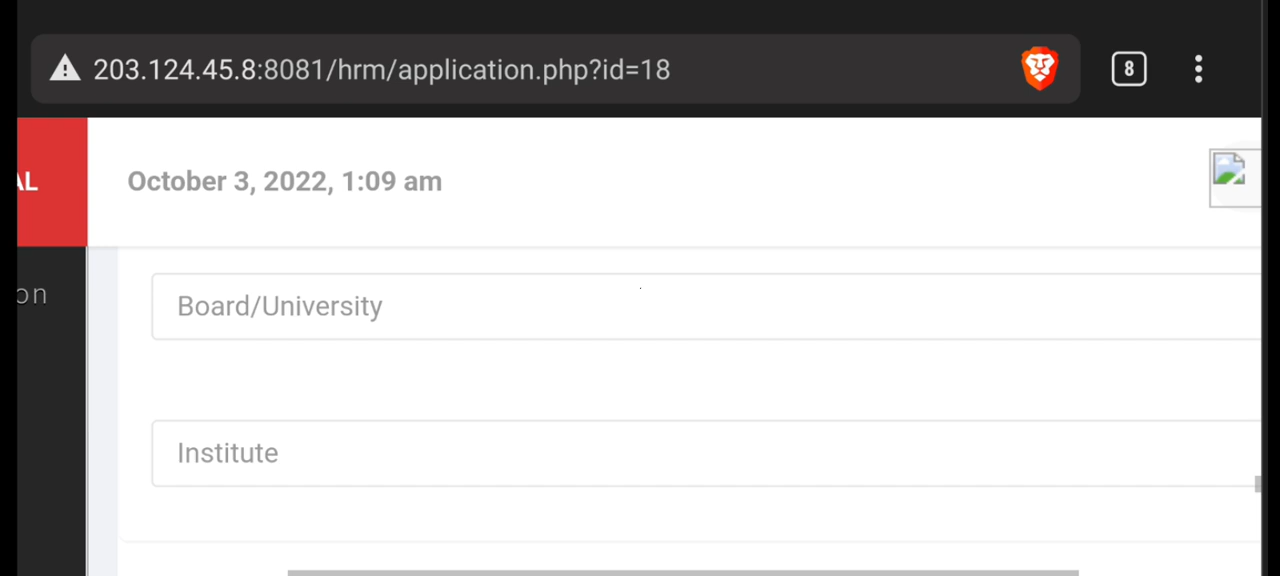 203.124.45.8:8081/hrm/application.php?id=18
8
AL
October 3, 2022, 1:09 am
on
Board/University
Institute